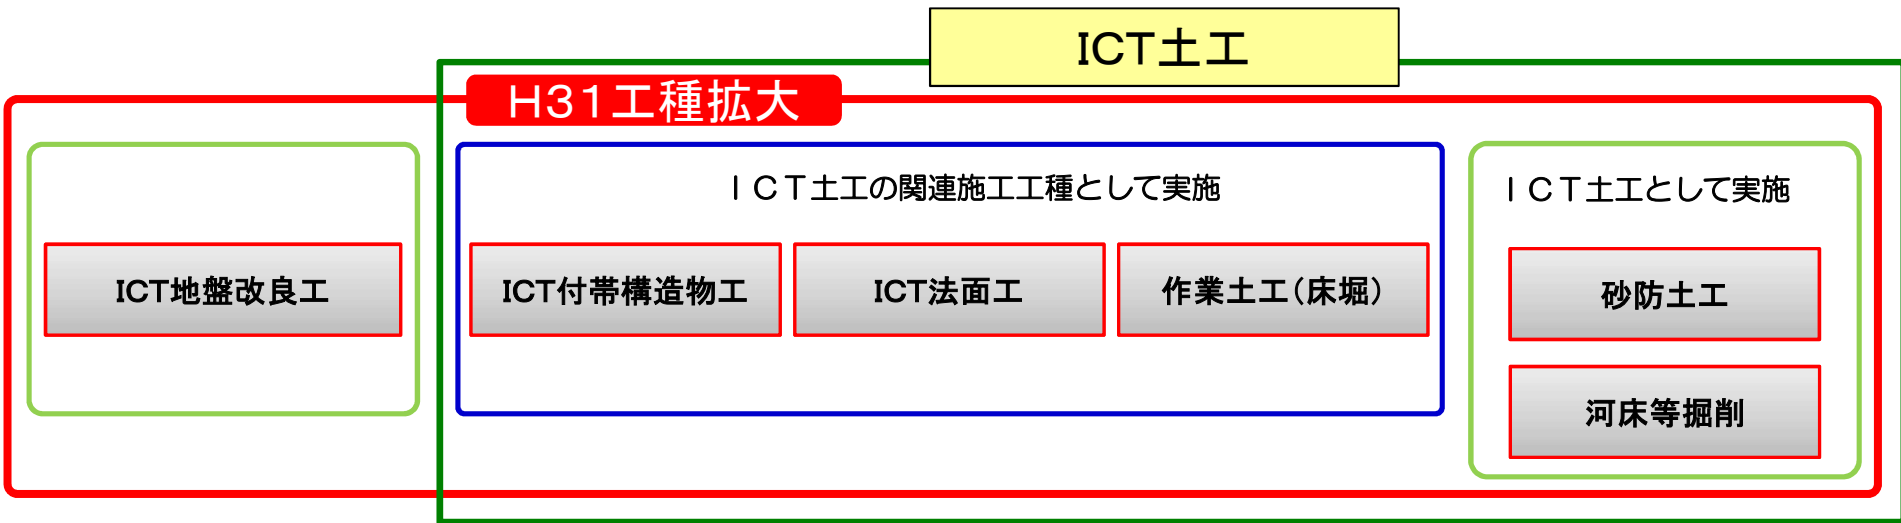 ICT土工
H31工種拡大
ICT土工の関連施工工種として実施
ICT土工として実施
ICT地盤改良工
ICT付帯構造物工
ICT法面工
作業土工(床堀)
砂防土工
河床等掘削